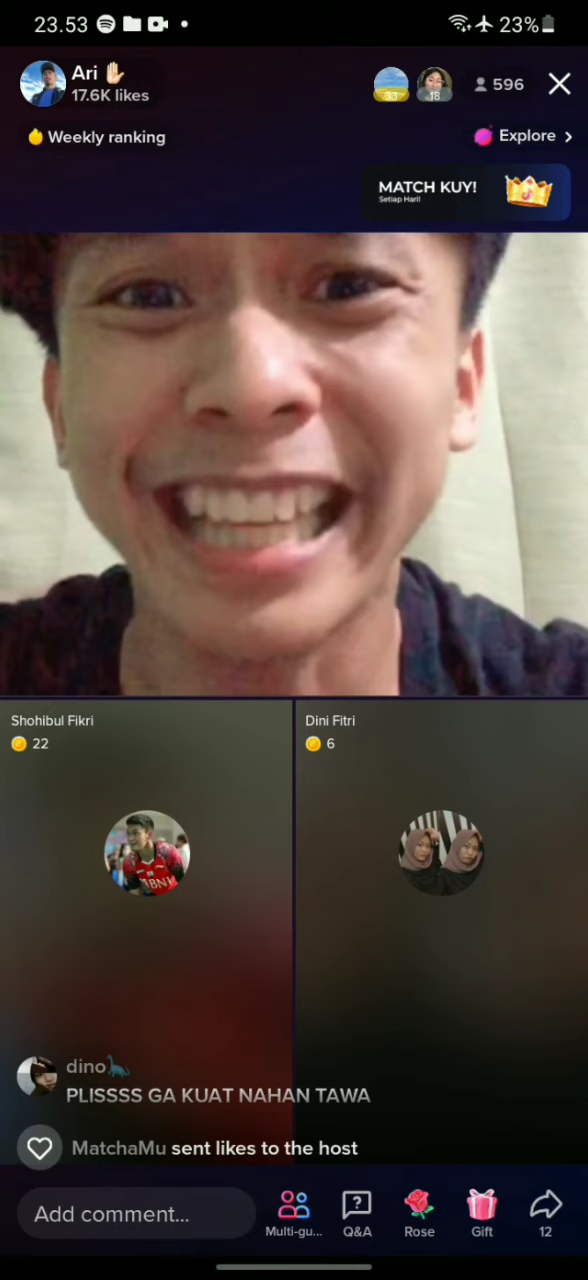 23.53
23%
Ari
17.6K likes
33
18
596
Weekly ranking
Explore
MATCH KUY!
Setiap Hari!
Shohibul Fikri
22
Dini Fitri
6
BNI
dino
PLISSSS GA KUAT NAHAN TAWA
MatchaMu sent likes to the host
Add comment...
Multi-gu...
Q&A
Rose
Gift
12